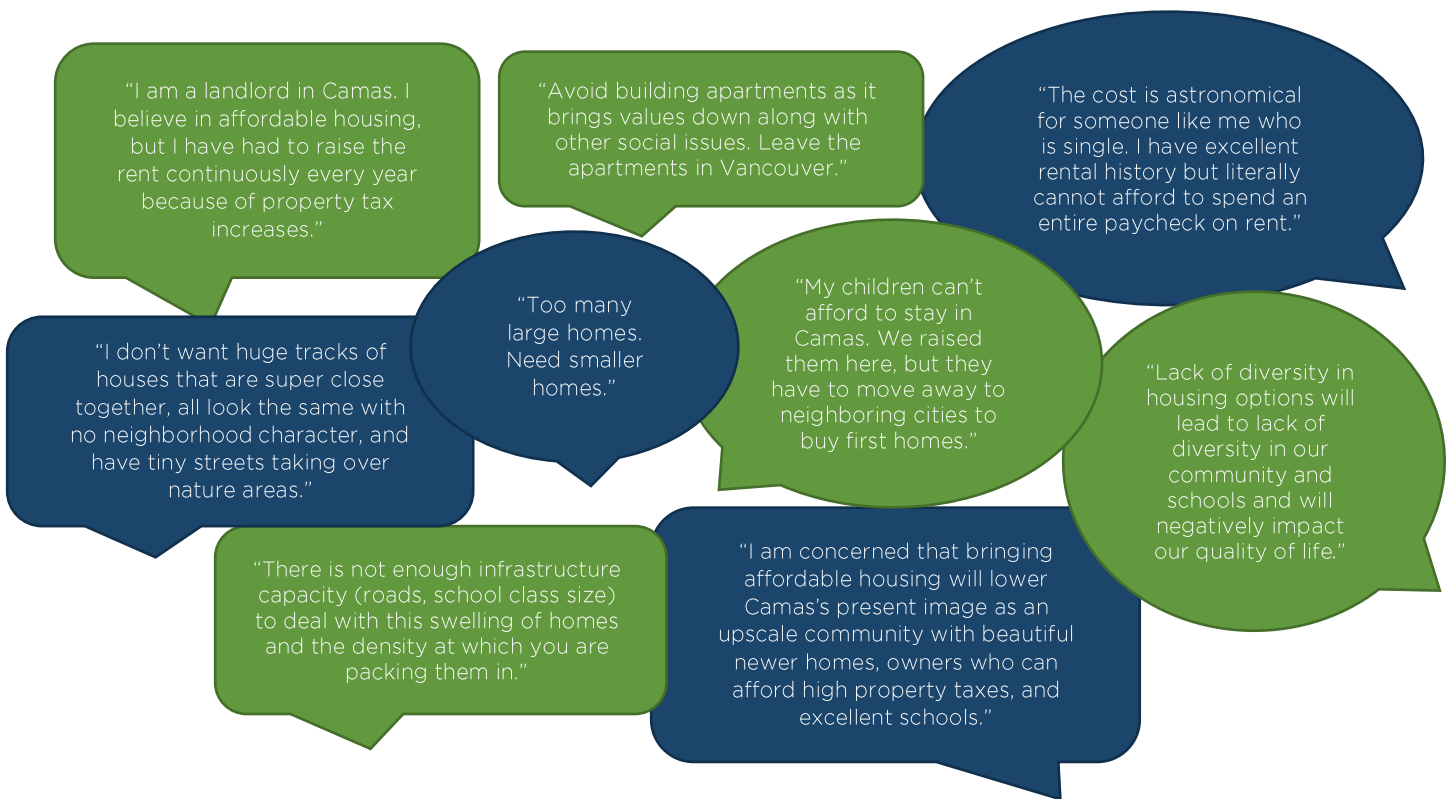 “I am a landlord in Camas. I
believe in affordable housing,
but I have had to raise the
rent continuously every year
because of property tax
increases.”
“Avoid building apartments as it
brings values down along with
other social issues. Leave the
apartments in Vancouver.”
“The cost is astronomical
for someone like me who
is single. I have excellent
rental history but literally
cannot afford to spend an
entire paycheck on rent.”
“I don’t want huge tracks of
houses that are super close
together, all look the same with
no neighborhood character, and
have tiny streets taking over
nature areas.”
“Too many
large homes.
Need smaller
homes.”
“My children can’t
afford to stay in
Camas. We raised
them here, but they
have to move away to
neighboring cities to
buy first homes.”
“Lack of diversity in
housing options will
lead to lack of
diversity in our
community and
schools and will
negatively impact
our quality of life.”
“There is not enough infrastructure
capacity (roads, school class size)
to deal with this swelling of homes
and the density at which you are
packing them in.”
“I am concerned that bringing
affordable housing will lower
Camas’s present image as an
upscale community with beautiful
newer homes, owners who can
afford high property taxes, and
excellent schools.”